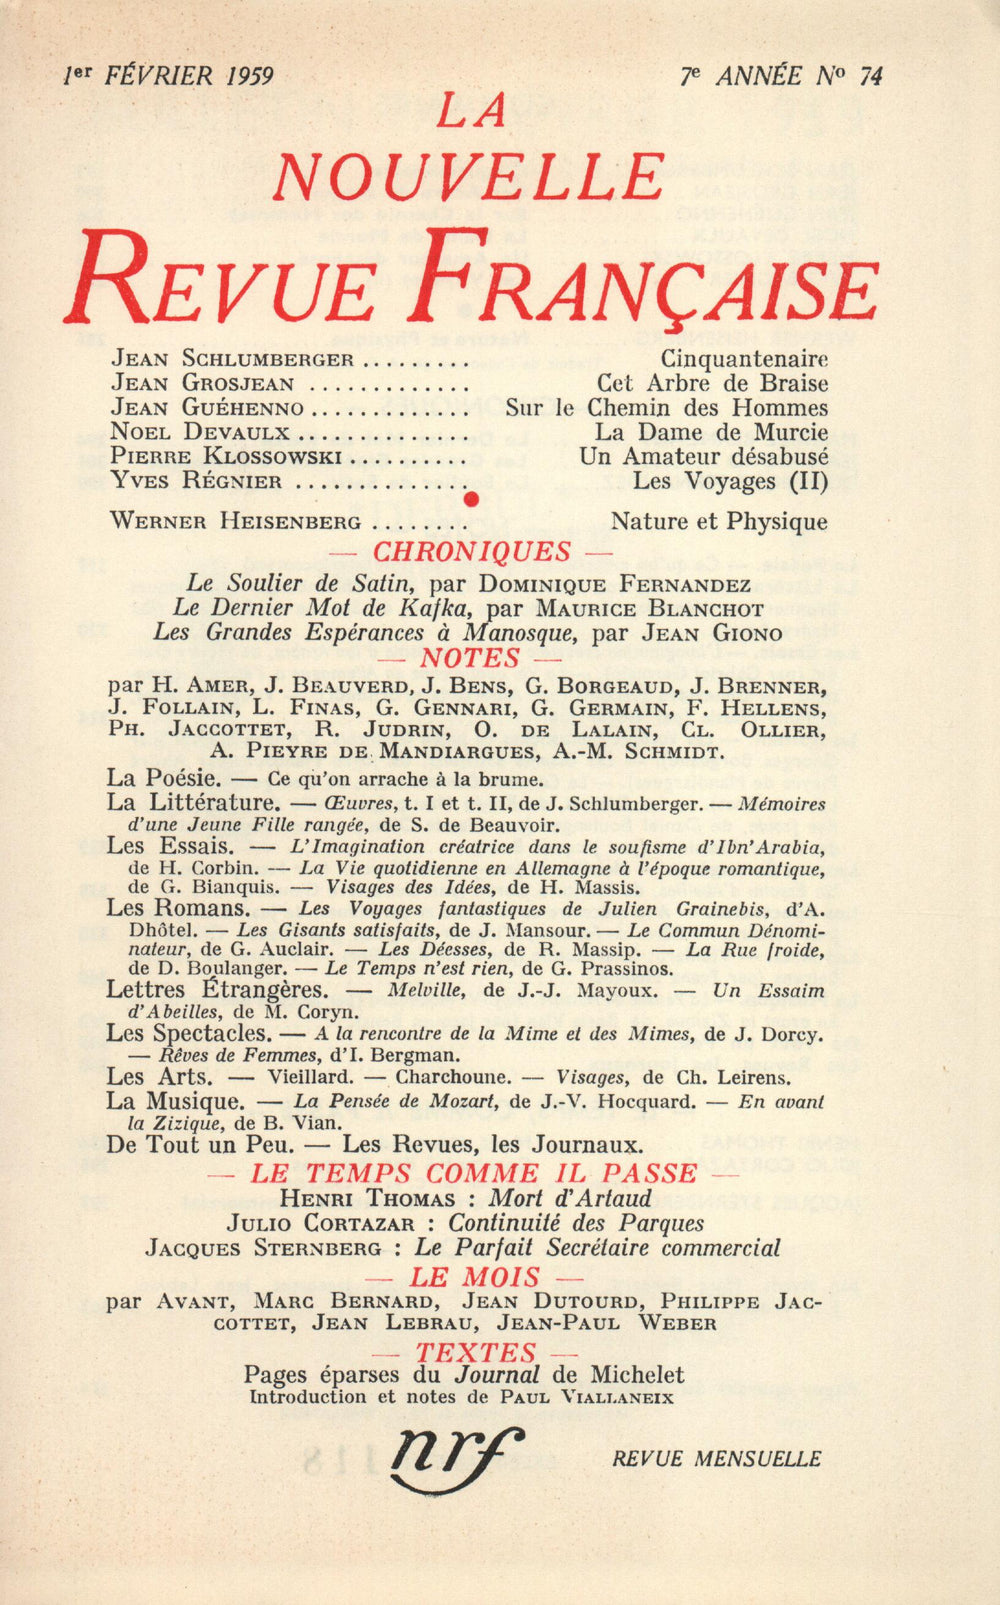 1er FÉVRIER 1959 7e ANNÉE No 74
LA
NOUVELLE
REVUE FRANÇAISE
JEAN SCHLUMBERGER ......... Cinquantenaire
JEAN GROSJEAN ............. Cet Arbre de Braise
JEAN GUÉHENNO ............. Sur le Chemin des Hommes
NOEL DEVAULX .............. La Dame de Murcie
PIERRE KLOSSOWSKI .......... Un Amateur désabusé
YVES RÉGNIER .............. Les Voyages (II)
WERNER HEISENBERG ........ Nature et Physique
— CHRONIQUES —
Le Soulier de Satin, par DOMINIQUE FERNANDEZ
Le Dernier Mot de Kafka, par MAURICE BLANCHOT
Les Grandes Espérances à Manosque, par JEAN GIONO
— NOTES —
par H. AMER, J. BEAUVERD, J. BENS, G. BORGEAUD, J. BRENNER,
J. FOLLAIN, L. FINAS, G. GENNARI, G. GERMAIN, F. HELLENS,
PH. JACCOTTET, R. JUDRIN, O. DE LALAIN, CL. OLLIER,
A. PIEYRE DE MANDIARGUES, A.-M. SCHMIDT.
La Poésie. — Ce qu'on arrache à la brume.
La Littérature. — Œuvres, t. I et t. II, de J. Schlumberger. — Mémoires
d'une Jeune Fille rangée, de S. de Beauvoir.
Les Essais. — L'Imagination créatrice dans le soufisme d'Ibn'Arabia,
de H. Corbin. — La Vie quotidienne en Allemagne à l'époque romantique,
de G. Bianquis. — Visages des Idées, de H. Massis.
Les Romans. — Les Voyages fantastiques de Julien Grainebis, d'A.
Dhôtel. — Les Gisants satisfaits, de J. Mansour. — Le Commun Dénomi-
nateur, de G. Auclair. — Les Déesses, de R. Massip. — La Rue froide,
de D. Boulanger. — Le Temps n'est rien, de G. Prassinos.
Lettres Étrangères. — Melville, de J.-J. Mayoux. — Un Essaim
d'Abeilles, de M. Coryn.
Les Spectacles. — A la rencontre de la Mime et des Mimes, de J. Dorcy.
— Rêves de Femmes, d'I. Bergman.
Les Arts. — Vieillard. — Charchoune. — Visages, de Ch. Leirens.
La Musique. — La Pensée de Mozart, de J.-V. Hocquard. — En avant
la Zizique, de B. Vian.
De Tout un Peu. — Les Revues, les Journaux.
— LE TEMPS COMME IL PASSE —
HENRI THOMAS : Mort d'Artaud
JULIO CORTAZAR : Continuité des Parques
JACQUES STERNBERG : Le Parfait Secrétaire commercial
— LE MOIS —
par AVANT, MARC BERNARD, JEAN DUTOURD, PHILIPPE JAC-
COTTET, JEAN LEBRAU, JEAN-PAUL WEBER
— TEXTES —
Pages éparses du Journal de Michelet
Introduction et notes de PAUL VIALLANEIX
nrf REVUE MENSUELLE